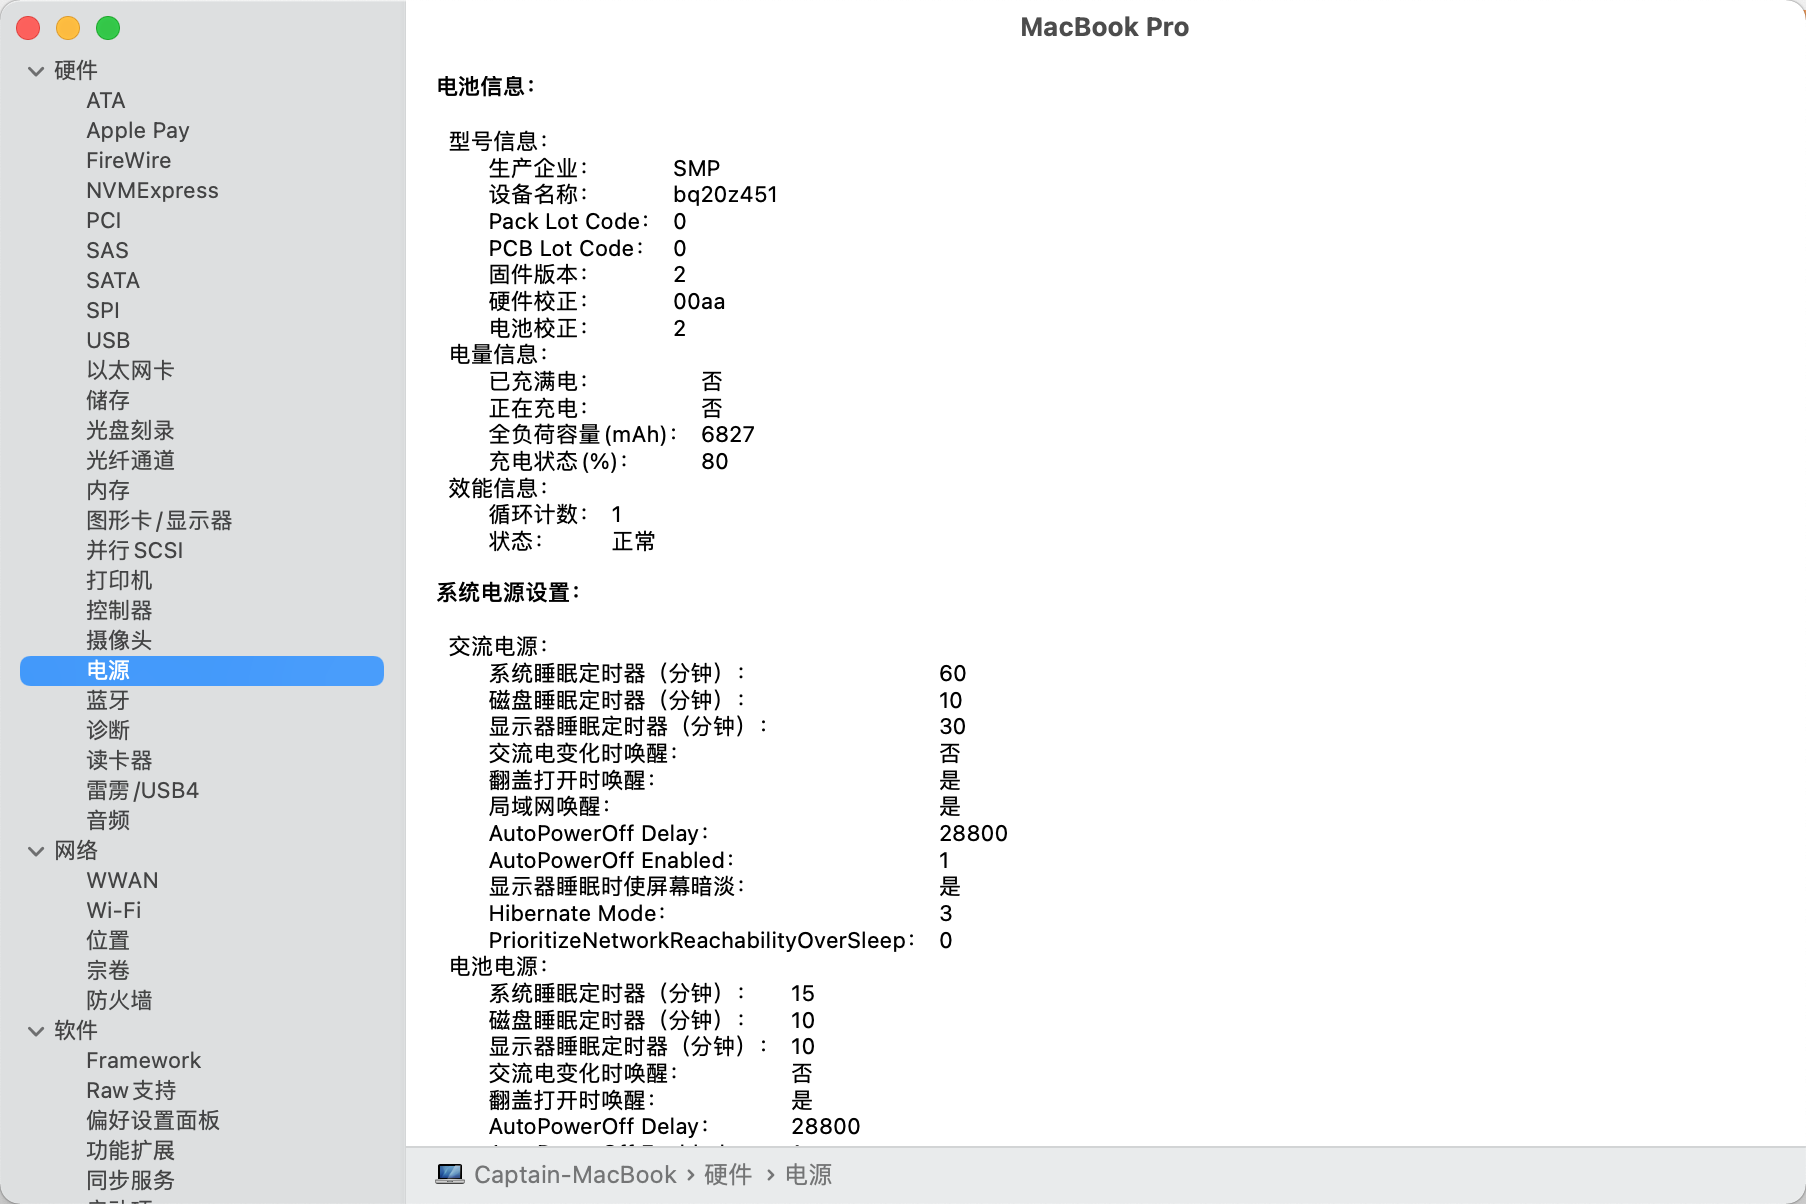 MacBook Pro
硬件
ATA
Apple Pay
FireWire
NVMExpress
PCI
SAS
SATA
SPI
USB
以太网卡
储存
光盘刻录
光纤通道
内存
图形卡/显示器
并行 SCSI
打印机
控制器
摄像头
电源
蓝牙
诊断
读卡器
雷雳/USB4
音频
网络
WWAN
Wi-Fi
位置
宗卷
防火墙
软件
Framework
Raw 支持
偏好设置面板
功能扩展
同步服务
电池信息：
型号信息：
生产企业： SMP
设备名称： bq20z451
Pack Lot Code： 0
PCB Lot Code： 0
固件版本： 2
硬件校正： 00aa
电池校正： 2
电量信息：
已充满电： 否
正在充电： 否
全负荷容量 (mAh)： 6827
充电状态 (%)： 80
效能信息：
循环计数： 1
状态： 正常
系统电源设置：
交流电源：
系统睡眠定时器（分钟）： 60
磁盘睡眠定时器（分钟）： 10
显示器睡眠定时器（分钟）： 30
交流电变化时唤醒： 否
翻盖打开时唤醒： 是
局域网唤醒： 是
AutoPowerOff Delay： 28800
AutoPowerOff Enabled： 1
显示器睡眠时使屏幕暗淡： 是
Hibernate Mode： 3
PrioritizeNetworkReachabilityOverSleep： 0
电池电源：
系统睡眠定时器（分钟）： 15
磁盘睡眠定时器（分钟）： 10
显示器睡眠定时器（分钟）： 10
交流电变化时唤醒： 否
翻盖打开时唤醒： 是
AutoPowerOff Delay： 28800
Captain-MacBook › 硬件 › 电源